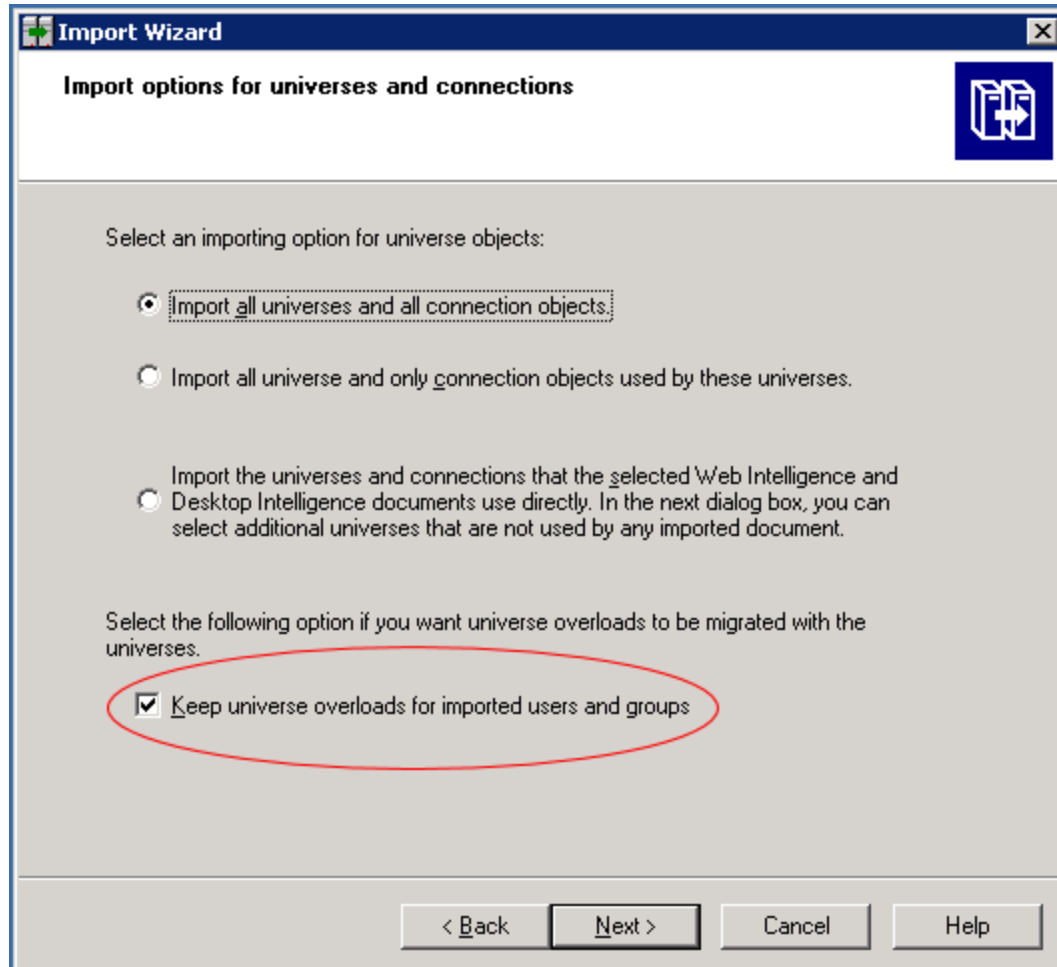 Import Wizard
Import options for universes and connections
Select an importing option for universe objects:
Import all universes and all connection objects.
Import all universe and only connection objects used by these universes.
Import the universes and connections that the selected Web Intelligence and
Desktop Intelligence documents use directly. In the next dialog box, you can
select additional universes that are not used by any imported document.
Select the following option if you want universe overloads to be migrated with the
universes.
Keep universe overloads for imported users and groups
< Back Next > Cancel Help